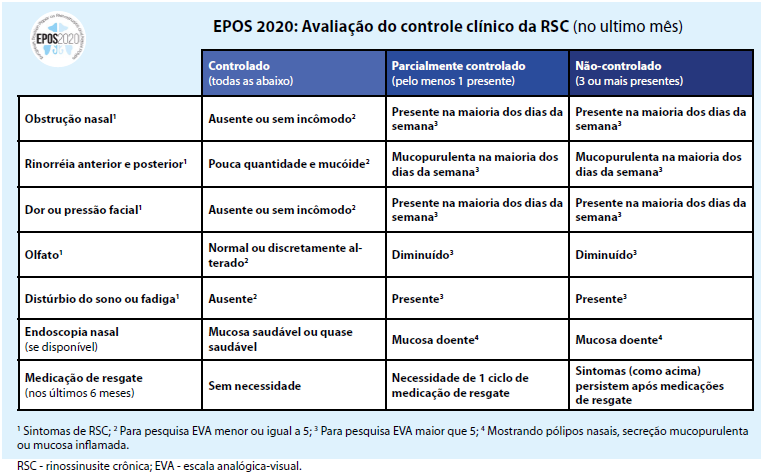 EPOS2020
EPOS 2020: Avaliação do controle clínico da RSC (no ultimo mês)
Controlado
(todas as abaixo)
Parcialmente controlado
(pelo menos 1 presente)
Não-controlado
(3 ou mais presentes)
Obstrução nasal¹
Ausente ou sem incômodo²
Presente na maioria dos dias da
semana³
Presente na maioria dos dias da
semana³
Rinorréia anterior e posterior¹
Pouca quantidade e mucóide²
Mucopurulenta na maioria dos
dias da semana³
Mucopurulenta na maioria dos
dias da semana³
Dor ou pressão facial¹
Ausente ou sem incômodo²
Presente na maioria dos dias da
semana³
Presente na maioria dos dias da
semana³
Olfato¹
Normal ou discretamente al-
terado²
Diminuído³
Diminuído³
Distúrbio do sono ou fadiga¹
Ausente²
Presente³
Presente³
Endoscopia nasal
(se disponível)
Mucosa saudável ou quase
saudável
Mucosa doente⁴
Mucosa doente⁴
Medicação de resgate
(nos últimos 6 meses)
Sem necessidade
Necessidade de 1 ciclo de
medicação de resgate
Sintomas (como acima)
persistem após medicações
de resgate
¹ Sintomas de RSC; ² Para pesquisa EVA menor ou igual a 5; ³ Para pesquisa EVA maior que 5; ⁴ Mostrando pólipos nasais, secreção mucopurulenta
ou mucosa inflamada.
RSC - rinossinusite crônica; EVA - escala analógica-visual.